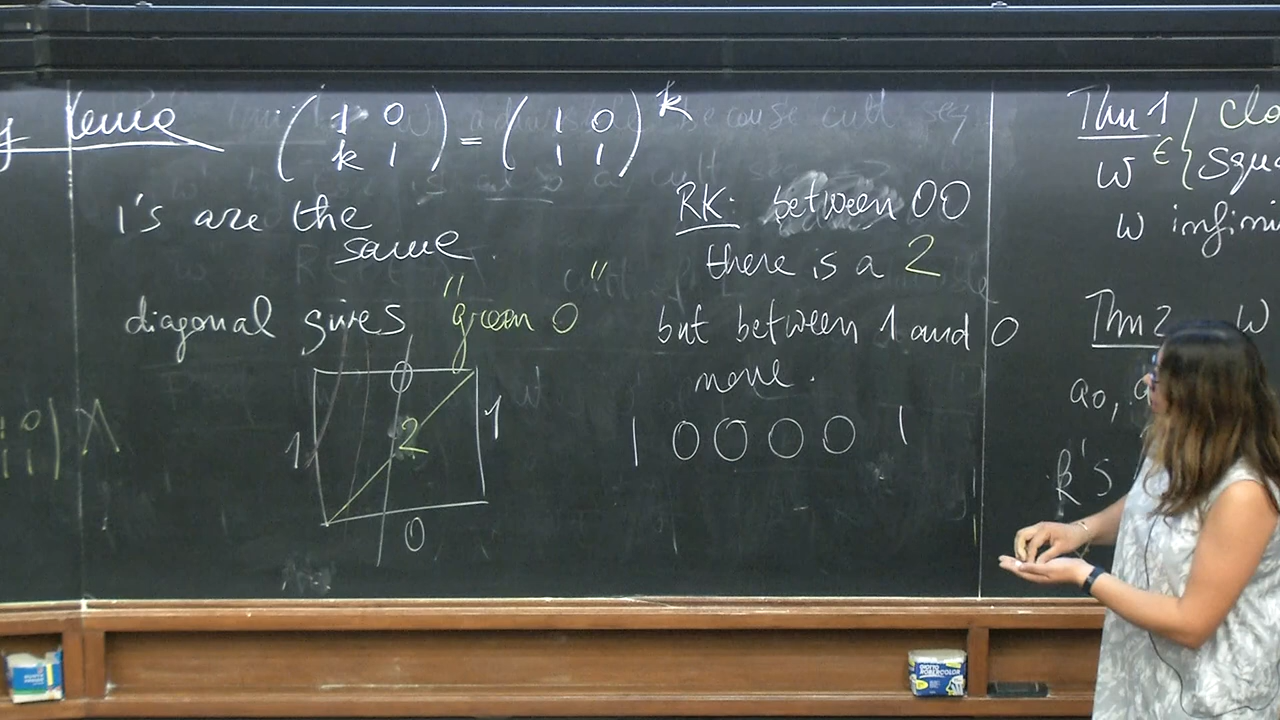 y Lemma
( 1 0 ; k 1 ) = ( 1 0 ; 1 1 )^k
1's are the
same.
diagonal gives "green 0"
0
1
2
1
0
RK: between 00
there is a 2
but between 1 and 0
none.
1 0 0 0 0 1
Thm 1
w ∈ {
w infini
Thm 2 w
a0,
k's